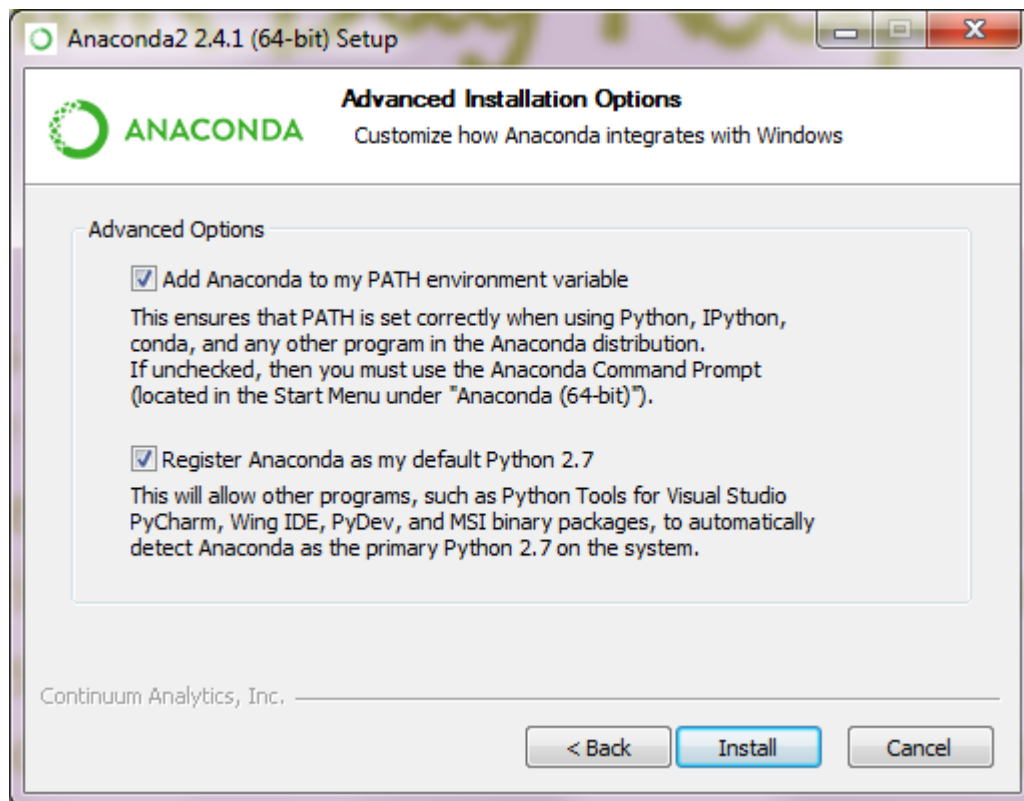 Anaconda2 2.4.1 (64-bit) Setup
ANACONDA
Advanced Installation Options
Customize how Anaconda integrates with Windows
Advanced Options
Add Anaconda to my PATH environment variable
This ensures that PATH is set correctly when using Python, IPython,
conda, and any other program in the Anaconda distribution.
If unchecked, then you must use the Anaconda Command Prompt
(located in the Start Menu under "Anaconda (64-bit)").
Register Anaconda as my default Python 2.7
This will allow other programs, such as Python Tools for Visual Studio
PyCharm, Wing IDE, PyDev, and MSI binary packages, to automatically
detect Anaconda as the primary Python 2.7 on the system.
Continuum Analytics, Inc.
< Back
Install
Cancel